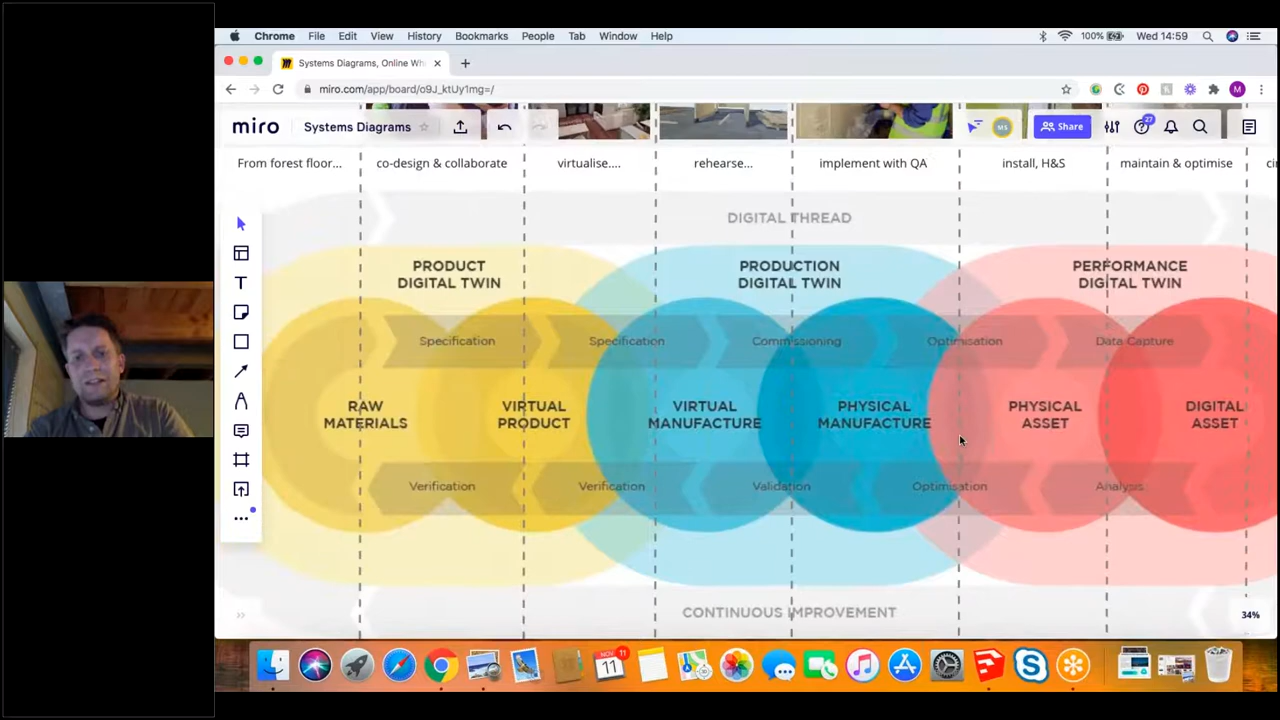 Chrome File Edit View History Bookmarks People Tab Window Help 100% Wed 14:59
Systems Diagrams, Online Wh
miro.com/app/board/o9J_ktUy1mg=/ M
miro Systems Diagrams MS Share 27
From forest floor... co-design & collaborate virtualise.... rehearse... implement with QA install, H&S maintain & optimise
DIGITAL THREAD
PRODUCT
DIGITAL TWIN
PRODUCTION
DIGITAL TWIN
PERFORMANCE
DIGITAL TWIN
Specification Specification Commissioning Optimisation Data Capture
RAW
MATERIALS
VIRTUAL
PRODUCT
VIRTUAL
MANUFACTURE
PHYSICAL
MANUFACTURE
PHYSICAL
ASSET
DIGITAL
ASSET
Verification Verification Validation Optimisation Analysis
CONTINUOUS IMPROVEMENT
34%
NOV 11
11